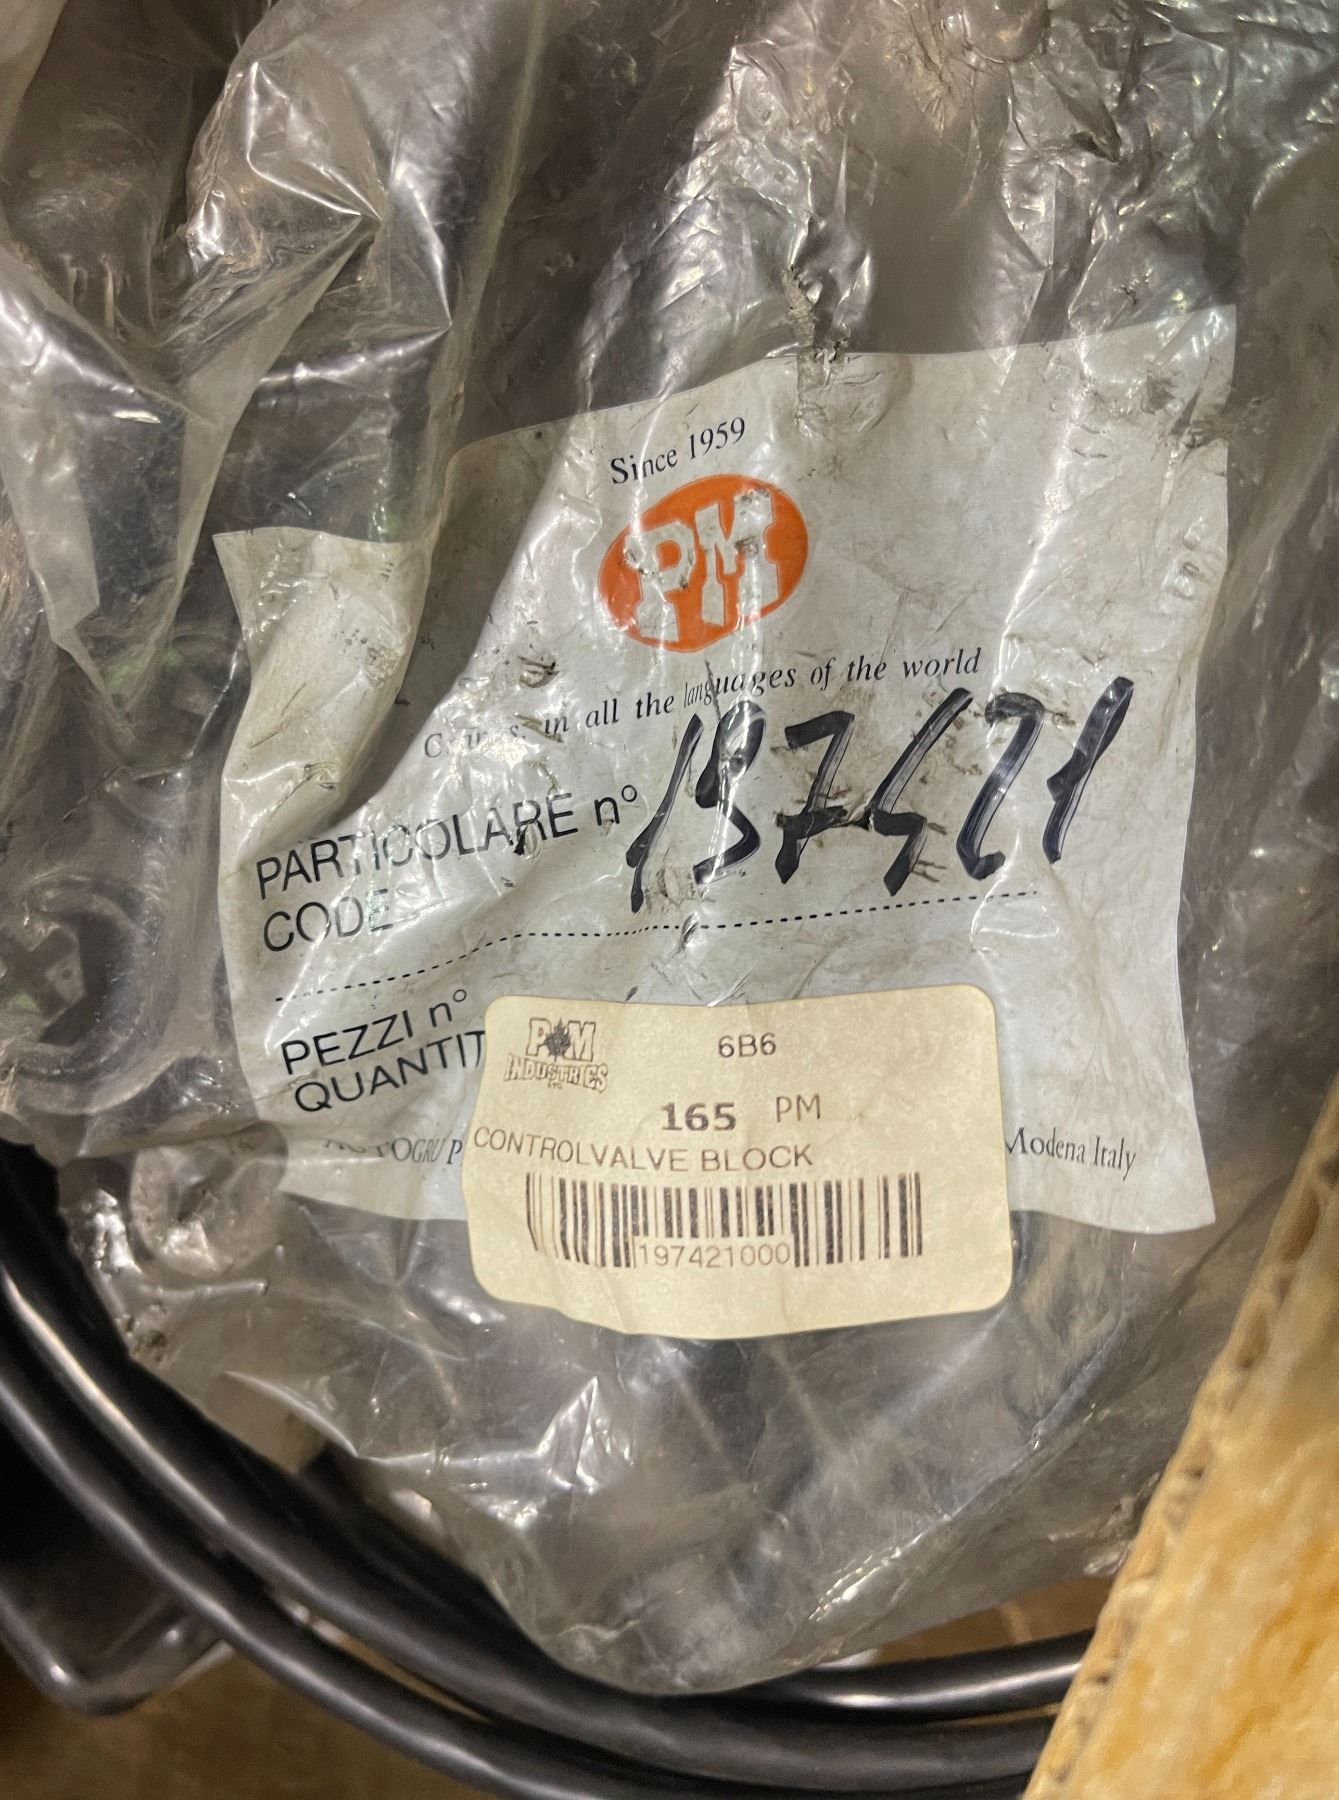 Since 1959
PM
in all the languages of the world
PARTICOLARE n° 197421
CODE
PEZZI n°
QUANTIT
Modena Italy
PM
INDUSTRIES
LTD
6B6
165 PM
CONTROLVALVE BLOCK
197421000